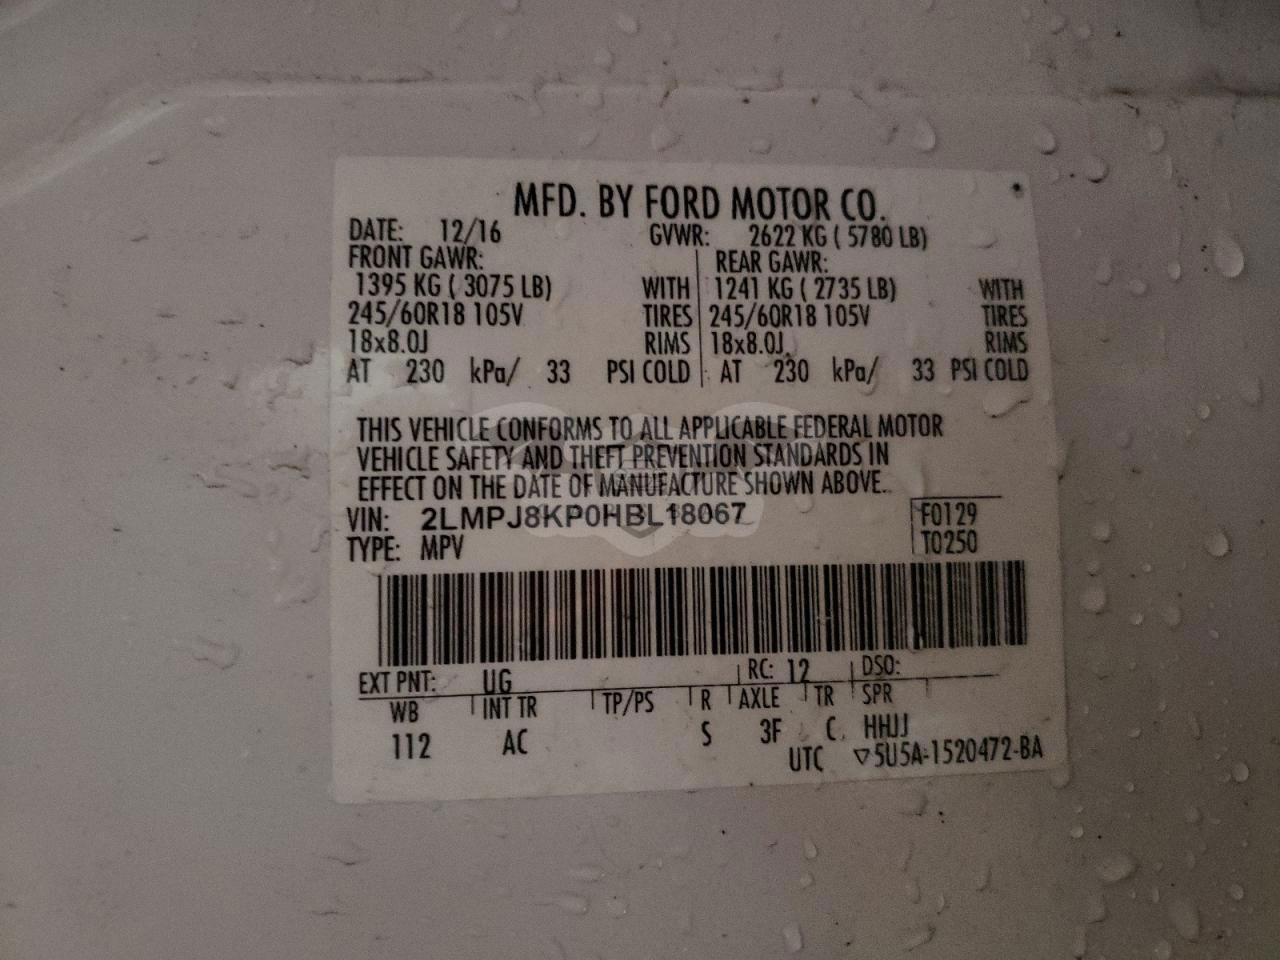 MFD. BY FORD MOTOR CO.
DATE: 12/16 GVWR: 2622 KG ( 5780 LB)
FRONT GAWR: REAR GAWR:
1395 KG ( 3075 LB) WITH 1241 KG ( 2735 LB) WITH
245/60R18 105V TIRES 245/60R18 105V TIRES
18x8.0J RIMS 18x8.0J RIMS
AT 230 kPa/ 33 PSI COLD AT 230 kPa/ 33 PSI COLD
THIS VEHICLE CONFORMS TO ALL APPLICABLE FEDERAL MOTOR
VEHICLE SAFETY AND THEFT PREVENTION STANDARDS IN
EFFECT ON THE DATE OF MANUFACTURE SHOWN ABOVE.
VIN: 2LMPJ8KP0HBL18067 F0129
TYPE: MPV T0250
EXT PNT: UG RC: 12 DSO:
WB INT TR TP/PS R AXLE TR SPR
112 AC S 3F C HHJJ
UTC ▽5U5A-1520472-BA